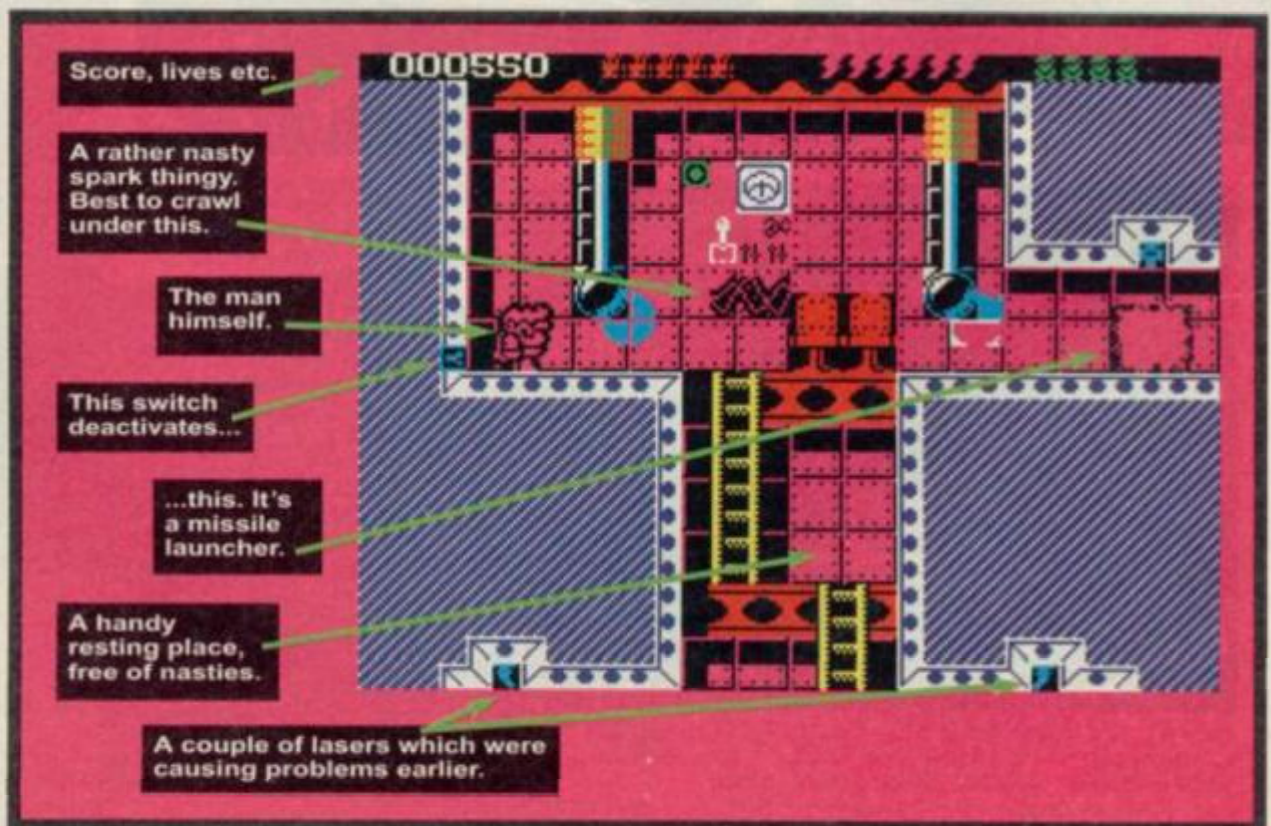 Score, lives etc.
000550
A rather nasty
spark thingy.
Best to crawl
under this.
The man
himself.
This switch
deactivates...
...this. It's
a missile
launcher.
A handy
resting place,
free of nasties.
A couple of lasers which were
causing problems earlier.